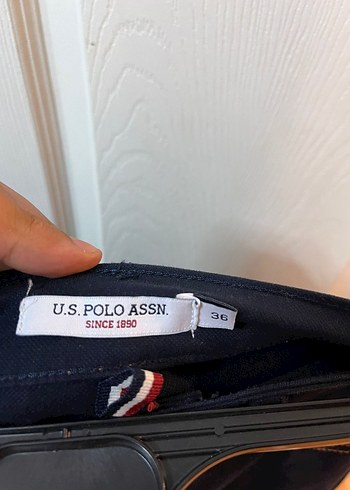 U.S. POLO ASSN.
SINCE 1890
36